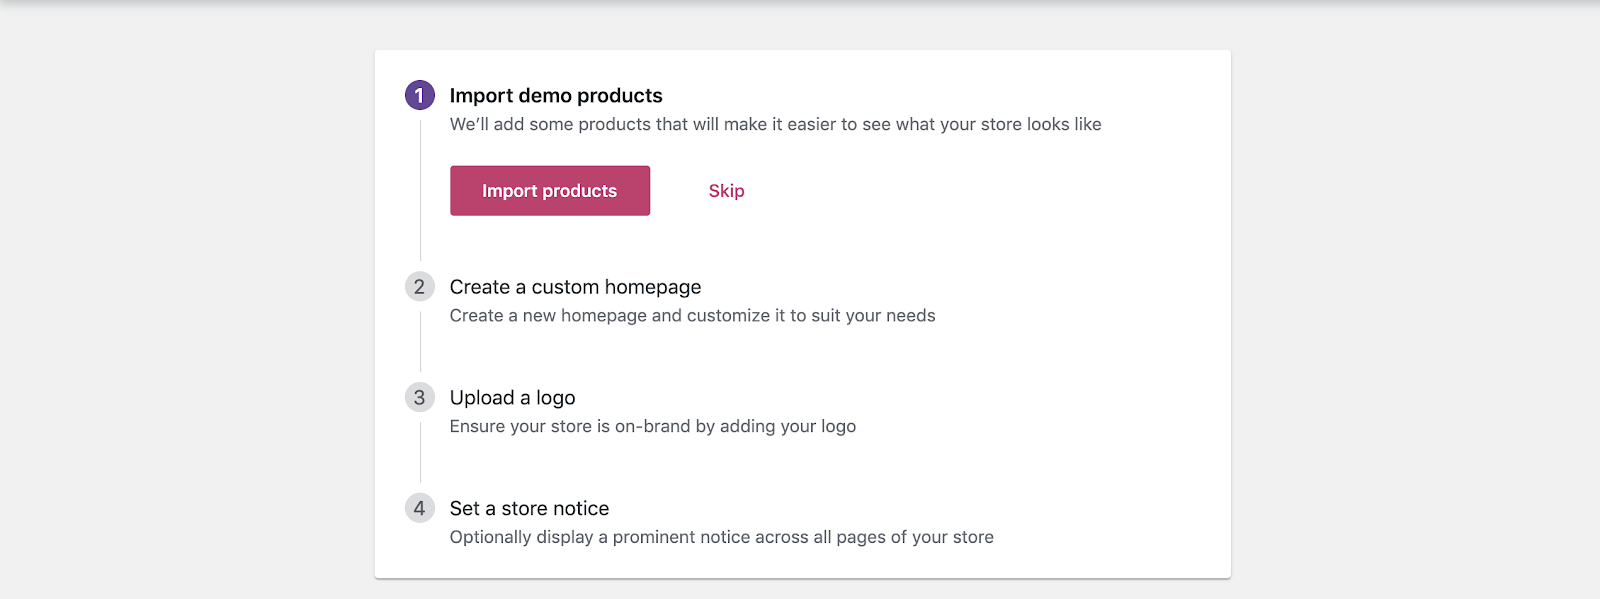 1
Import demo products
We’ll add some products that will make it easier to see what your store looks like
Import products
Skip
2
Create a custom homepage
Create a new homepage and customize it to suit your needs
3
Upload a logo
Ensure your store is on-brand by adding your logo
4
Set a store notice
Optionally display a prominent notice across all pages of your store